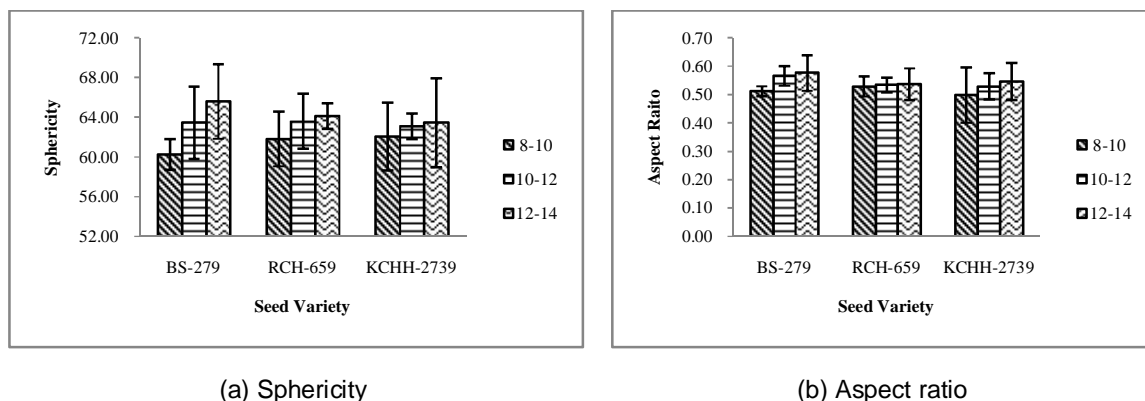 72.00
68.00
64.00
60.00
56.00
52.00
Sphericity
BS-279 RCH-659 KCHH-2739
Seed Variety
8-10
10-12
12-14
(a) Sphericity
0.70
0.60
0.50
0.40
0.30
0.20
0.10
0.00
Aspect Raito
BS-279 RCH-659 KCHH-2739
Seed Variety
8-10
10-12
12-14
(b) Aspect ratio